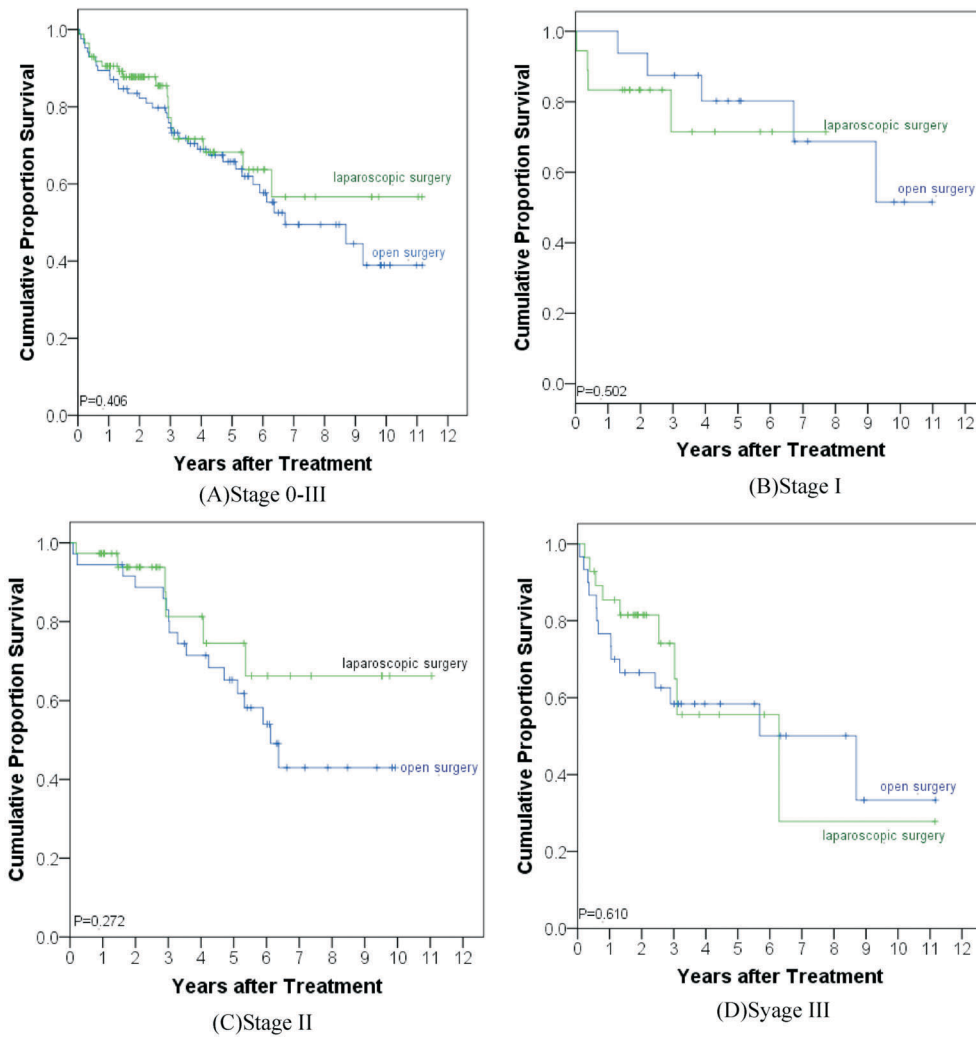 Cumulative Proportion Survival
1.0
0.8
0.6
0.4
0.2
0.0
laparoscopic surgery
open surgery
P=0.406
0 1 2 3 4 5 6 7 8 9 10 11 12
Years after Treatment
(A)Stage 0-III
Cumulative Proportion Survival
1.0
0.8
0.6
0.4
0.2
0.0
laparoscopic surgery
open surgery
P=0.502
0 1 2 3 4 5 6 7 8 9 10 11 12
Years after Treatment
(B)Stage I
Cumulative Proportion Survival
1.0
0.8
0.6
0.4
0.2
0.0
laparoscopic surgery
open surgery
P=0.272
0 1 2 3 4 5 6 7 8 9 10 11 12
Years after Treatment
(C)Stage II
Cumulative Proportion Survival
1.0
0.8
0.6
0.4
0.2
0.0
open surgery
laparoscopic surgery
P=0.610
0 1 2 3 4 5 6 7 8 9 10 11 12
Years after Treatment
(D)Syage III